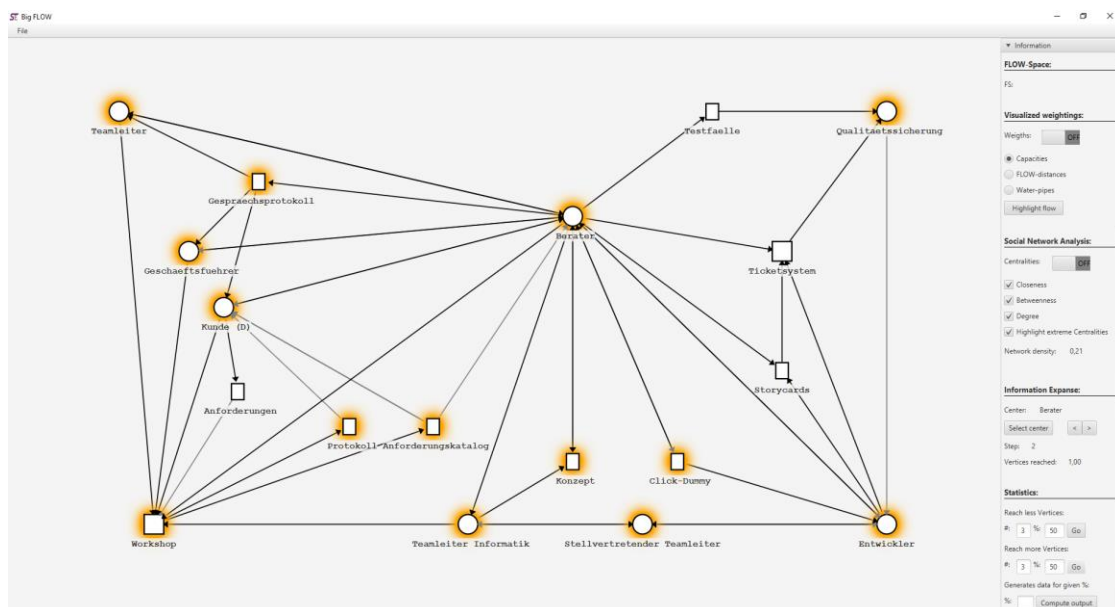 ST Big FLOW
File
Information
FLOW-Space:
FS:
Visualized weightings:
Weigths: OFF
Capacities
FLOW-distances
Water-pipes
Highlight flow
Social Network Analysis:
Centralities: OFF
Closeness
Betweenness
Degree
Highlight extreme Centralities
Network density: 0,21
Information Expanse:
Center: Berater
Select center < >
Step: 2
Vertices reached: 1,00
Statistics:
Reach less Vertices:
#: 3 %: 50 Go
Reach more Vertices:
#: 3 %: 50 Go
Generates data for given %:
%: Compute output
Teamleiter
Testfaelle
Qualitaetssicherung
Gespraechsprotokoll
Berater
Geschaeftsfuehrer
Ticketsystem
Kunde (D)
Storycards
Anforderungen
Protokoll
Anforderungskatalog
Konzept
Click-Dummy
Workshop
Teamleiter Informatik
Stellvertretender Teamleiter
Entwickler